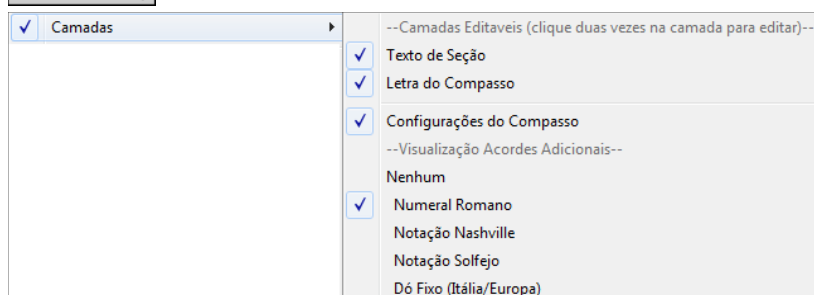 Camadas
--Camadas Editaveis (clique duas vezes na camada para editar)--
Texto de Seção
Letra do Compasso
Configurações do Compasso
--Visualização Acordes Adicionais--
Nenhum
Numeral Romano
Notação Nashville
Notação Solfejo
Dó Fixo (Itália/Europa)